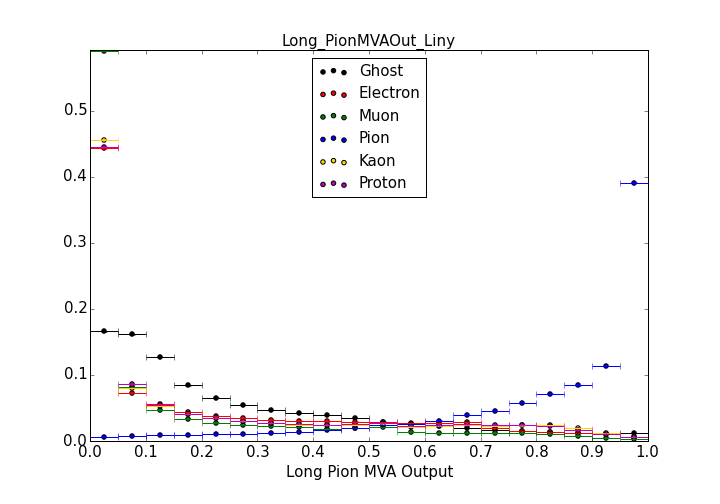 Long_PionMVAOut_Liny
Ghost
Electron
Muon
Pion
Kaon
Proton
0.5
0.4
0.3
0.2
0.1
0.0
0.0 0.1 0.2 0.3 0.4 0.5 0.6 0.7 0.8 0.9 1.0
Long Pion MVA Output